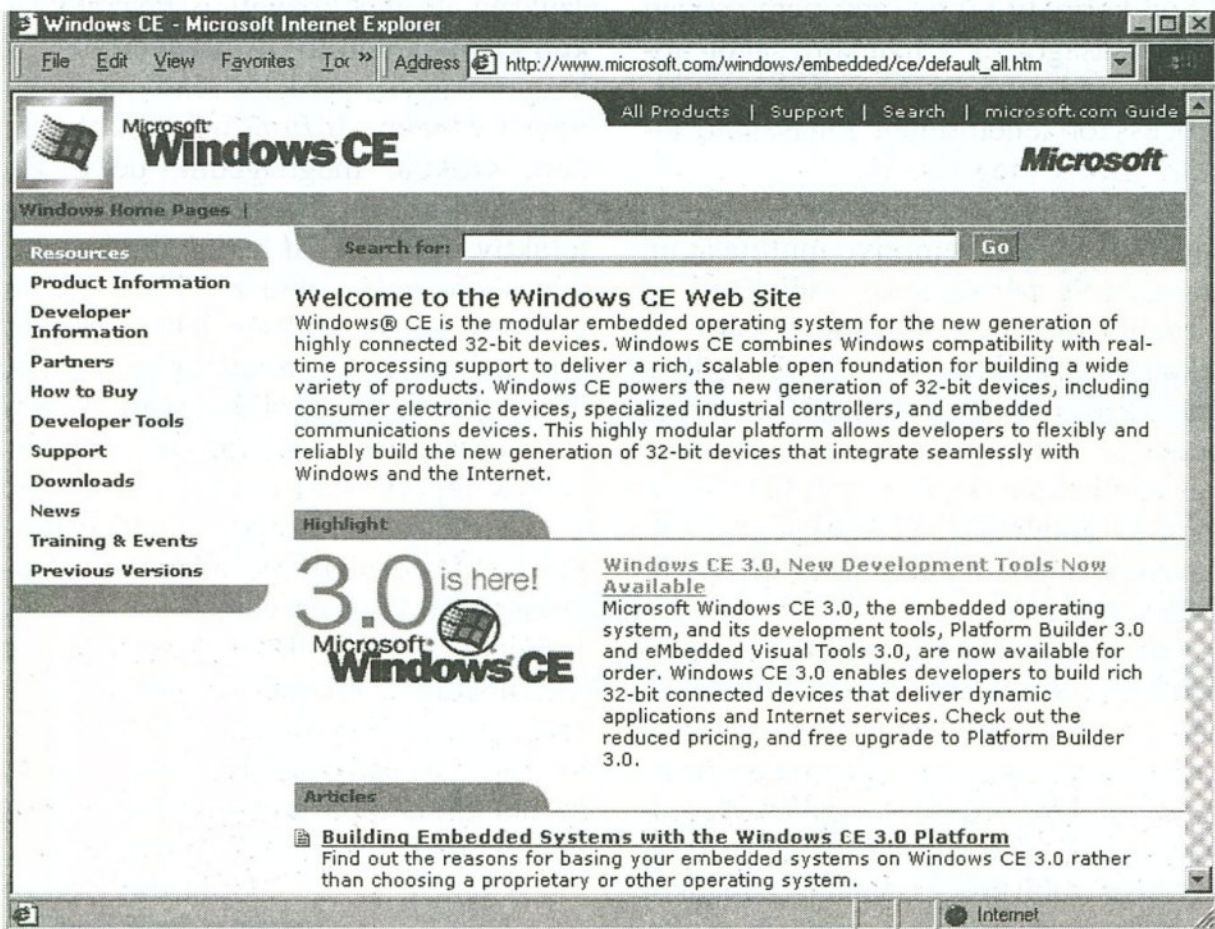 Windows CE - Microsoft Internet Explorer
File Edit View Favorites Address http://www.microsoft.com/windows/embedded/ce/default_all.htm
All Products | Support | Search | microsoft.com Guide
Microsoft
Windows CE
Microsoft
Windows Home Pages |
Resources
Search for: Go
Product Information
Developer
Information
Partners
How to Buy
Developer Tools
Support
Downloads
News
Training & Events
Previous Versions
Welcome to the Windows CE Web Site
Windows® CE is the modular embedded operating system for the new generation of
highly connected 32-bit devices. Windows CE combines Windows compatibility with real-
time processing support to deliver a rich, scalable open foundation for building a wide
variety of products. Windows CE powers the new generation of 32-bit devices, including
consumer electronic devices, specialized industrial controllers, and embedded
communications devices. This highly modular platform allows developers to flexibly and
reliably build the new generation of 32-bit devices that integrate seamlessly with
Windows and the Internet.
Highlight
3.0 is here!
Microsoft
Windows CE
Windows CE 3.0, New Development Tools Now
Available
Microsoft Windows CE 3.0, the embedded operating
system, and its development tools, Platform Builder 3.0
and eMbedded Visual Tools 3.0, are now available for
order. Windows CE 3.0 enables developers to build rich
32-bit connected devices that deliver dynamic
applications and Internet services. Check out the
reduced pricing, and free upgrade to Platform Builder
3.0.
Articles
Building Embedded Systems with the Windows CE 3.0 Platform
Find out the reasons for basing your embedded systems on Windows CE 3.0 rather
than choosing a proprietary or other operating system.
Internet